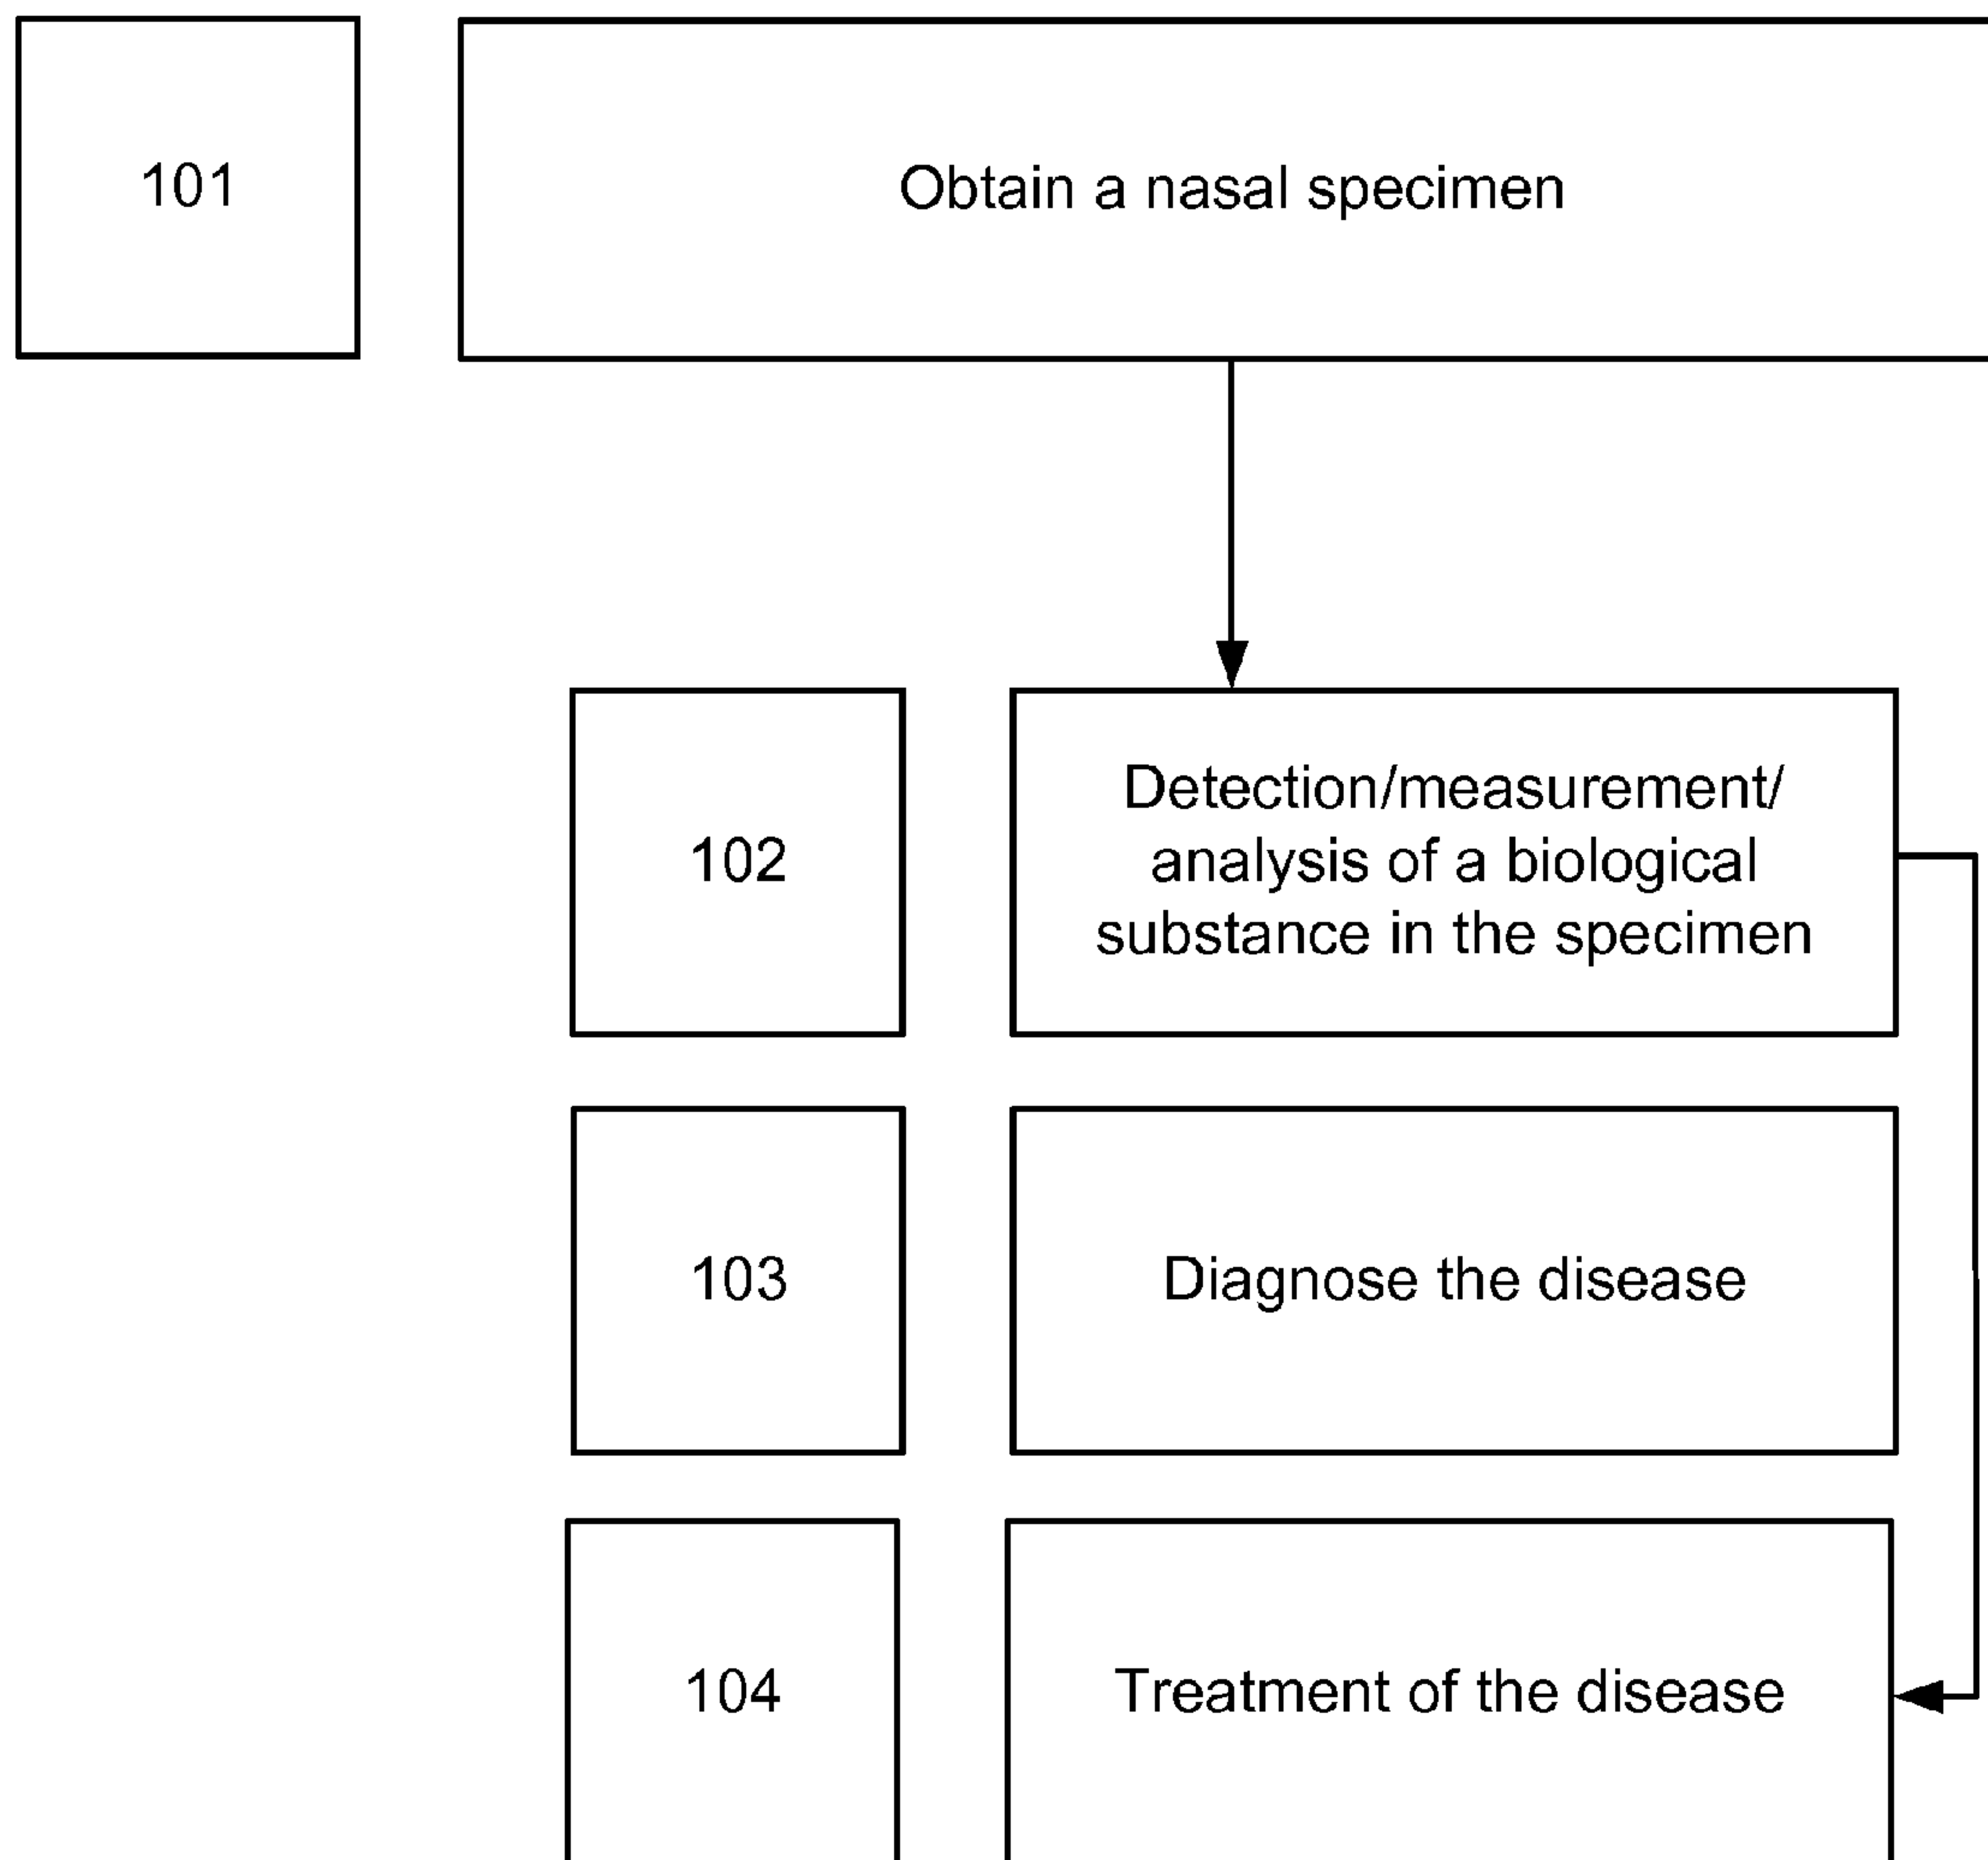 101
Obtain a nasal specimen
102
Detection/measurement/
analysis of a biological
substance in the specimen
103
Diagnose the disease
104
Treatment of the disease